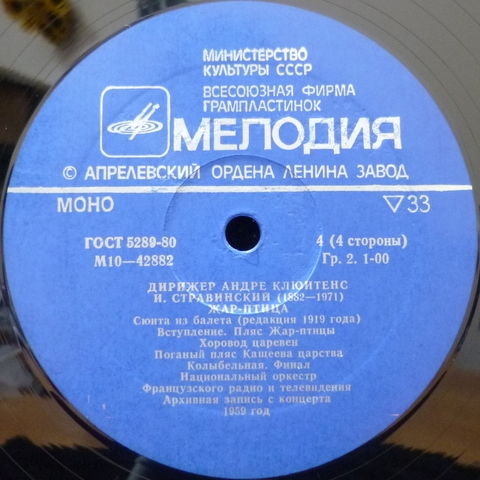 МИНИСТЕРСТВО
КУЛЬТУРЫ СССР
ВСЕСОЮЗНАЯ ФИРМА
ГРАМПЛАСТИНОК
МЕЛОДИЯ
© АПРЕЛЕВСКИЙ ОРДЕНА ЛЕНИНА ЗАВОД
МОНО ▽33
ГОСТ 5289-80 4 (4 стороны)
М10—42882 Гр. 2. 1-00
ДИРИЖЕР АНДРЕ КЛЮИТЕНС
И. СТРАВИНСКИЙ (1882—1971)
ЖАР-ПТИЦА
Сюита из балета (редакция 1919 года)
Вступление. Пляс Жар-птицы
Хоровод царевен
Поганый пляс Кащеева царства
Колыбельная. Финал
Национальный оркестр
Французского радио и телевидения
Архивная запись с концерта
1959 год